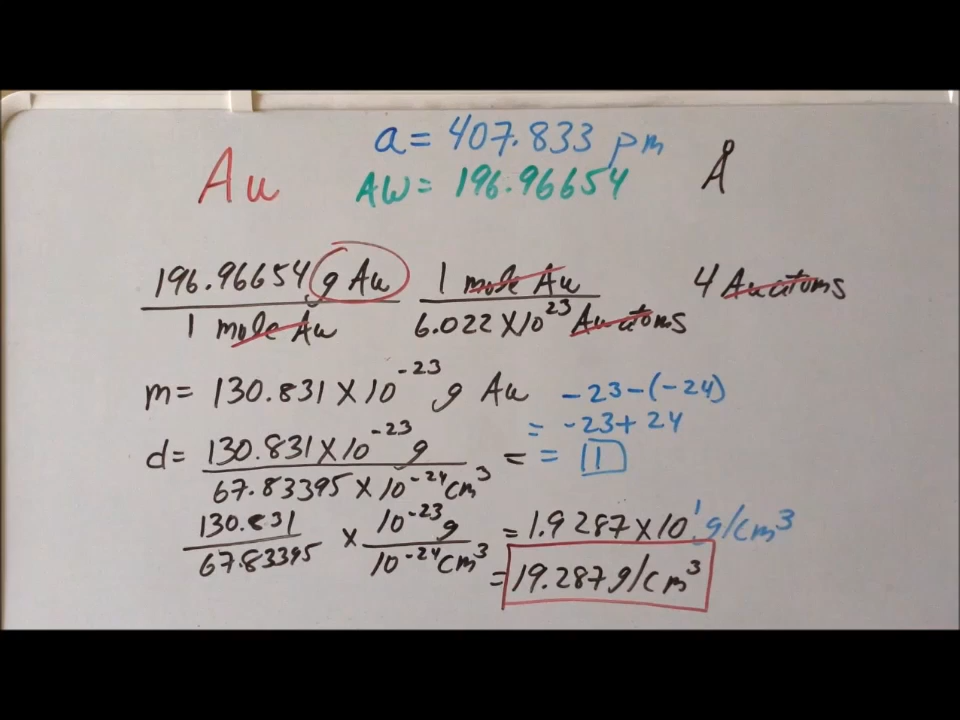 a = 407.833 pm
Au AW = 196.96654 Å
196.96654 g Au 1 mole Au 4 Au atoms
1 mole Au 6.022 X 10^23 Au atoms
m = 130.831 X 10^-23 g Au -23-(-24)
= -23+24
d = 130.831 X 10^-23 g = = 1
67.83395 X 10^-24 cm^3
130.831 x 10^-23 g = 1.9287 X 10^1 g/cm^3
67.83395 10^-24 cm^3 = 19.287 g/cm^3